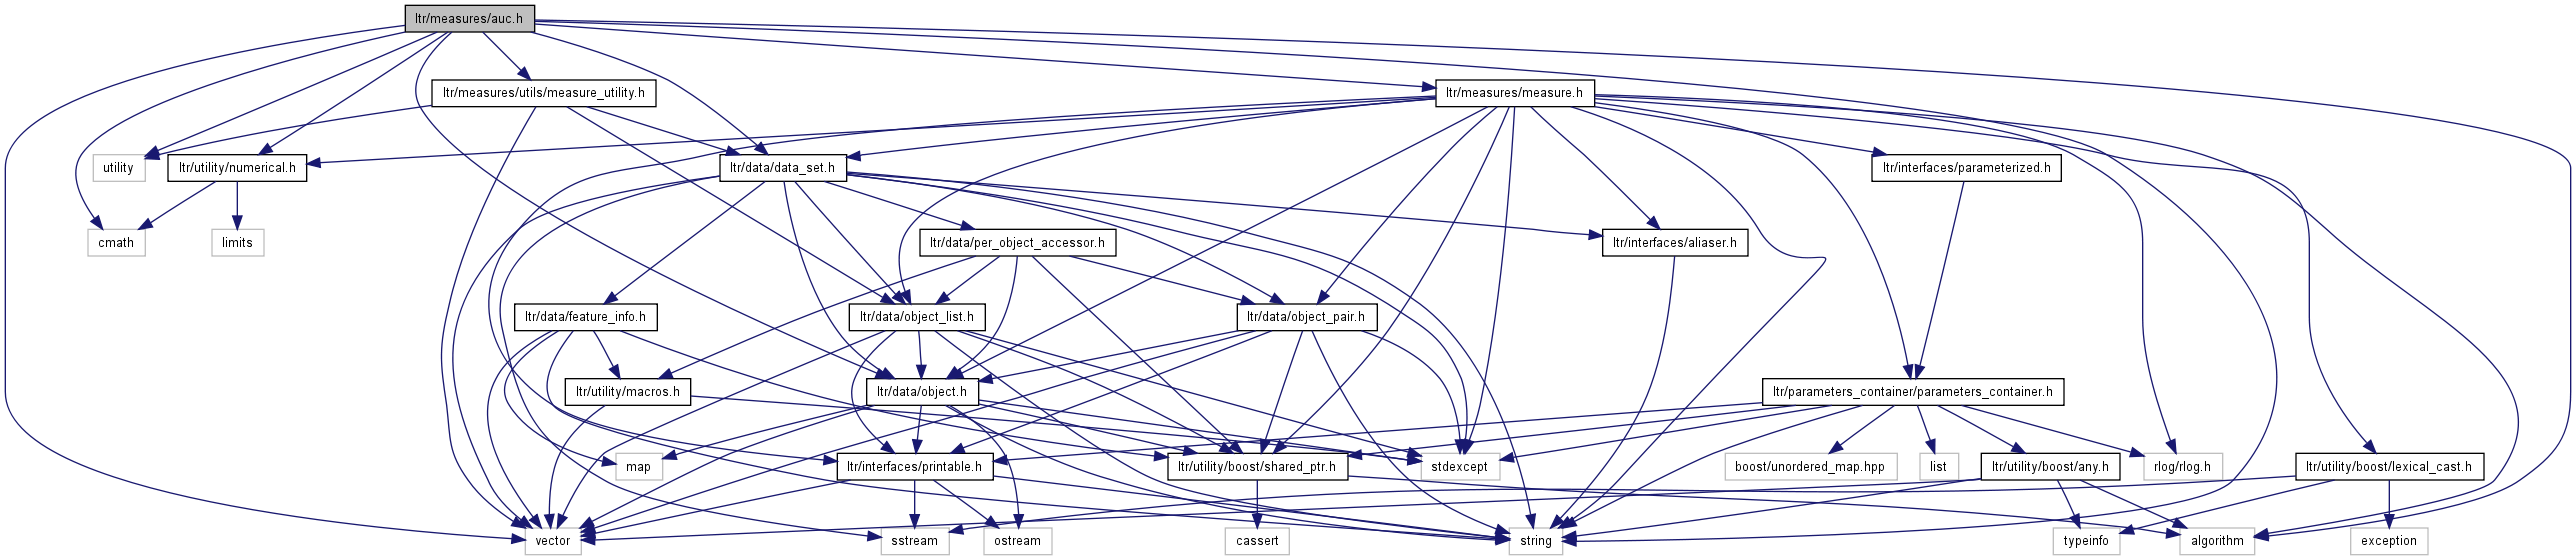 ltr/measures/auc.h
ltr/measures/utils/measure_utility.h
ltr/measures/measure.h
utility
ltr/utility/numerical.h
ltr/data/data_set.h
ltr/interfaces/parameterized.h
cmath
limits
ltr/data/per_object_accessor.h
ltr/interfaces/aliaser.h
ltr/data/feature_info.h
ltr/data/object_list.h
ltr/data/object_pair.h
ltr/utility/macros.h
ltr/data/object.h
ltr/parameters_container/parameters_container.h
map
ltr/interfaces/printable.h
ltr/utility/boost/shared_ptr.h
stdexcept
boost/unordered_map.hpp
list
ltr/utility/boost/any.h
rlog/rlog.h
ltr/utility/boost/lexical_cast.h
vector
sstream
ostream
cassert
string
typeinfo
algorithm
exception